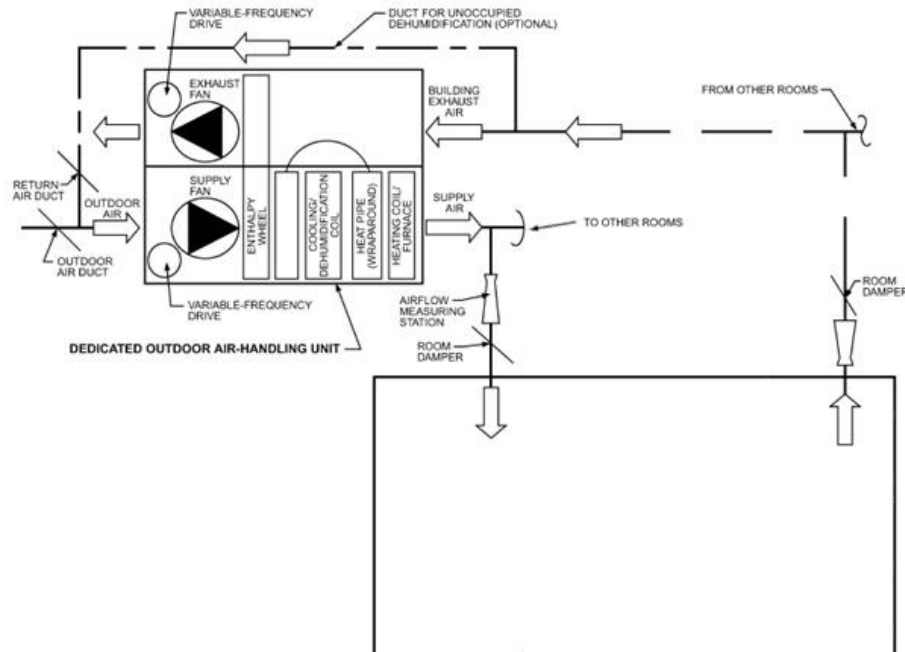 VARIABLE-FREQUENCY
DRIVE
DUCT FOR UNOCCUPIED
DEHUMIDIFICATION (OPTIONAL)
EXHAUST
FAN
BUILDING
EXHAUST
AIR
FROM OTHER ROOMS
RETURN
AIR DUCT
OUTDOOR
AIR
SUPPLY
FAN
ENTHALPY
WHEEL
COOLING/
DEHUMIDIFICATION
COIL
HEAT PIPE
(WRAPAROUND)
HEATING COIL/
FURNACE
SUPPLY
AIR
TO OTHER ROOMS
OUTDOOR
AIR DUCT
VARIABLE-FREQUENCY
DRIVE
AIRFLOW
MEASURING
STATION
ROOM
DAMPER
ROOM
DAMPER
DEDICATED OUTDOOR AIR-HANDLING UNIT